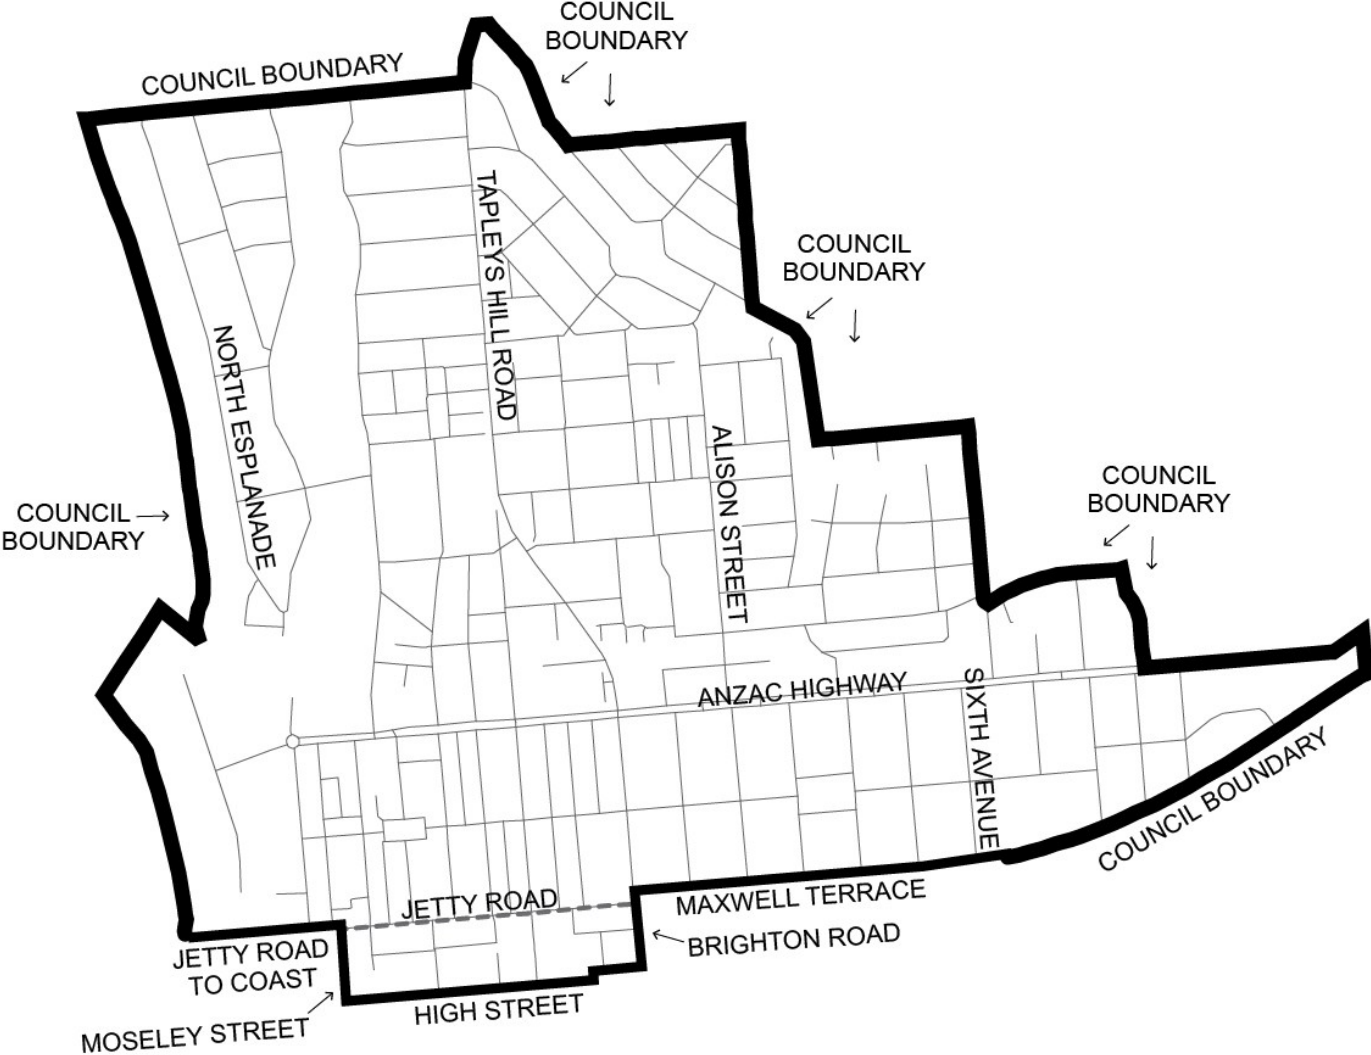 COUNCIL
BOUNDARY
COUNCIL BOUNDARY
TAPLEYS HILL ROAD
COUNCIL
BOUNDARY
NORTH ESPLANADE
ALISON STREET
COUNCIL
BOUNDARY
COUNCIL
BOUNDARY
ANZAC HIGHWAY
SIXTH AVENUE
COUNCIL BOUNDARY
JETTY ROAD
MAXWELL TERRACE
BRIGHTON ROAD
JETTY ROAD
TO COAST
HIGH STREET
MOSELEY STREET